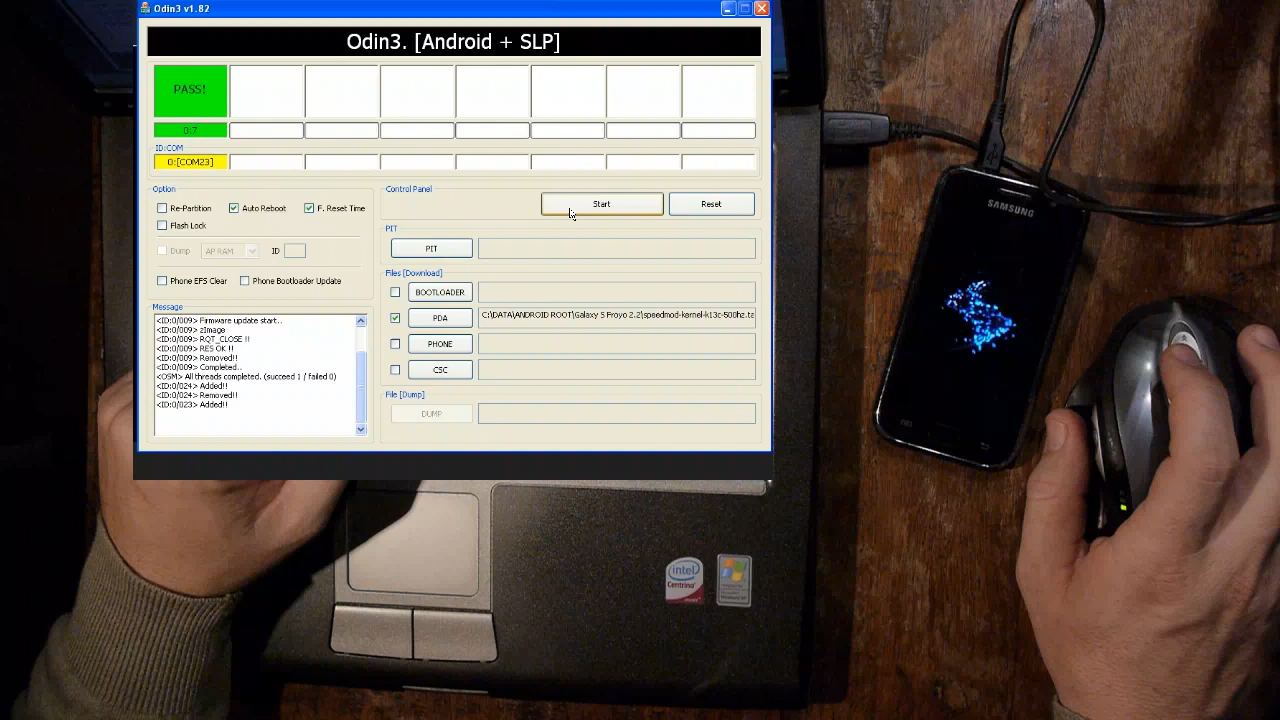 Odin3 v1.82
Odin3. [Android + SLP]
PASS!
0:7
ID:COM
0:[COM23]
Option
Re-Partition
Auto Reboot
F. Reset Time
Flash Lock
Dump
AP RAM
ID
Phone EFS Clear
Phone Bootloader Update
Message
<ID:0/009> Firmware update start..
<ID:0/009> zImage
<ID:0/009> RQT_CLOSE !!
<ID:0/009> RES OK !!
<ID:0/009> Removed!!
<ID:0/009> Completed..
<OSM> All threads completed. (succeed 1 / failed 0)
<ID:0/024> Added!!
<ID:0/024> Removed!!
<ID:0/023> Added!!
Control Panel
Start
Reset
PIT
PIT
Files [Download]
BOOTLOADER
PDA
C:\DATA\ANDROID ROOT\Galaxy S Froyo 2.2\speedmod-kernel-k13c-500hz.ta
PHONE
CSC
File [Dump]
DUMP
SAMSUNG
intel
Centrino